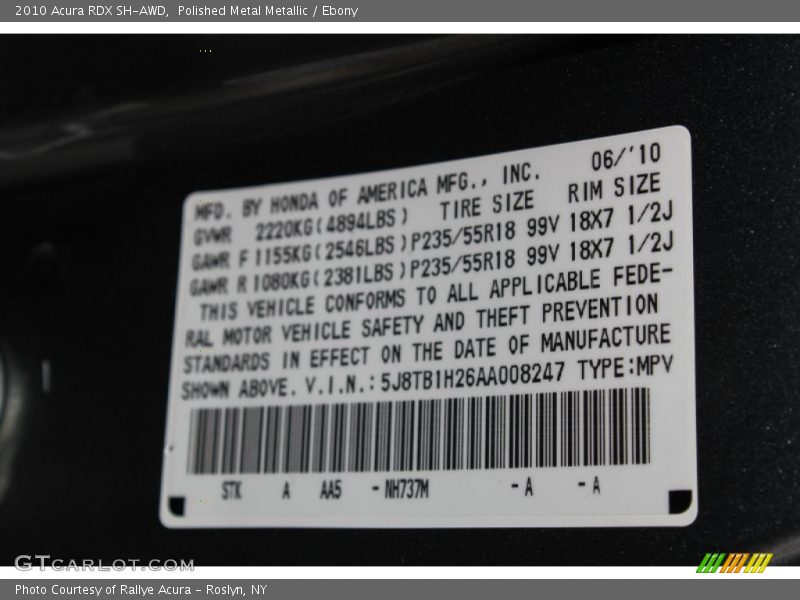 2010 Acura RDX SH-AWD, Polished Metal Metallic / Ebony
06/'10
MFD. BY HONDA OF AMERICA MFG., INC.
GVWR 2220KG(4894LBS) TIRE SIZE RIM SIZE
GAWR F 1155KG(2546LBS) P235/55R18 99V 18X7 1/2J
GAWR R 1080KG(2381LBS) P235/55R18 99V 18X7 1/2J
THIS VEHICLE CONFORMS TO ALL APPLICABLE FEDE-
RAL MOTOR VEHICLE SAFETY AND THEFT PREVENTION
STANDARDS IN EFFECT ON THE DATE OF MANUFACTURE
SHOWN ABOVE. V.I.N.: 5J8TB1H26AA008247 TYPE:MPV
STK A AA5 -NH737M -A -A
GTCARLOT.COM
Photo Courtesy of Rallye Acura - Roslyn, NY